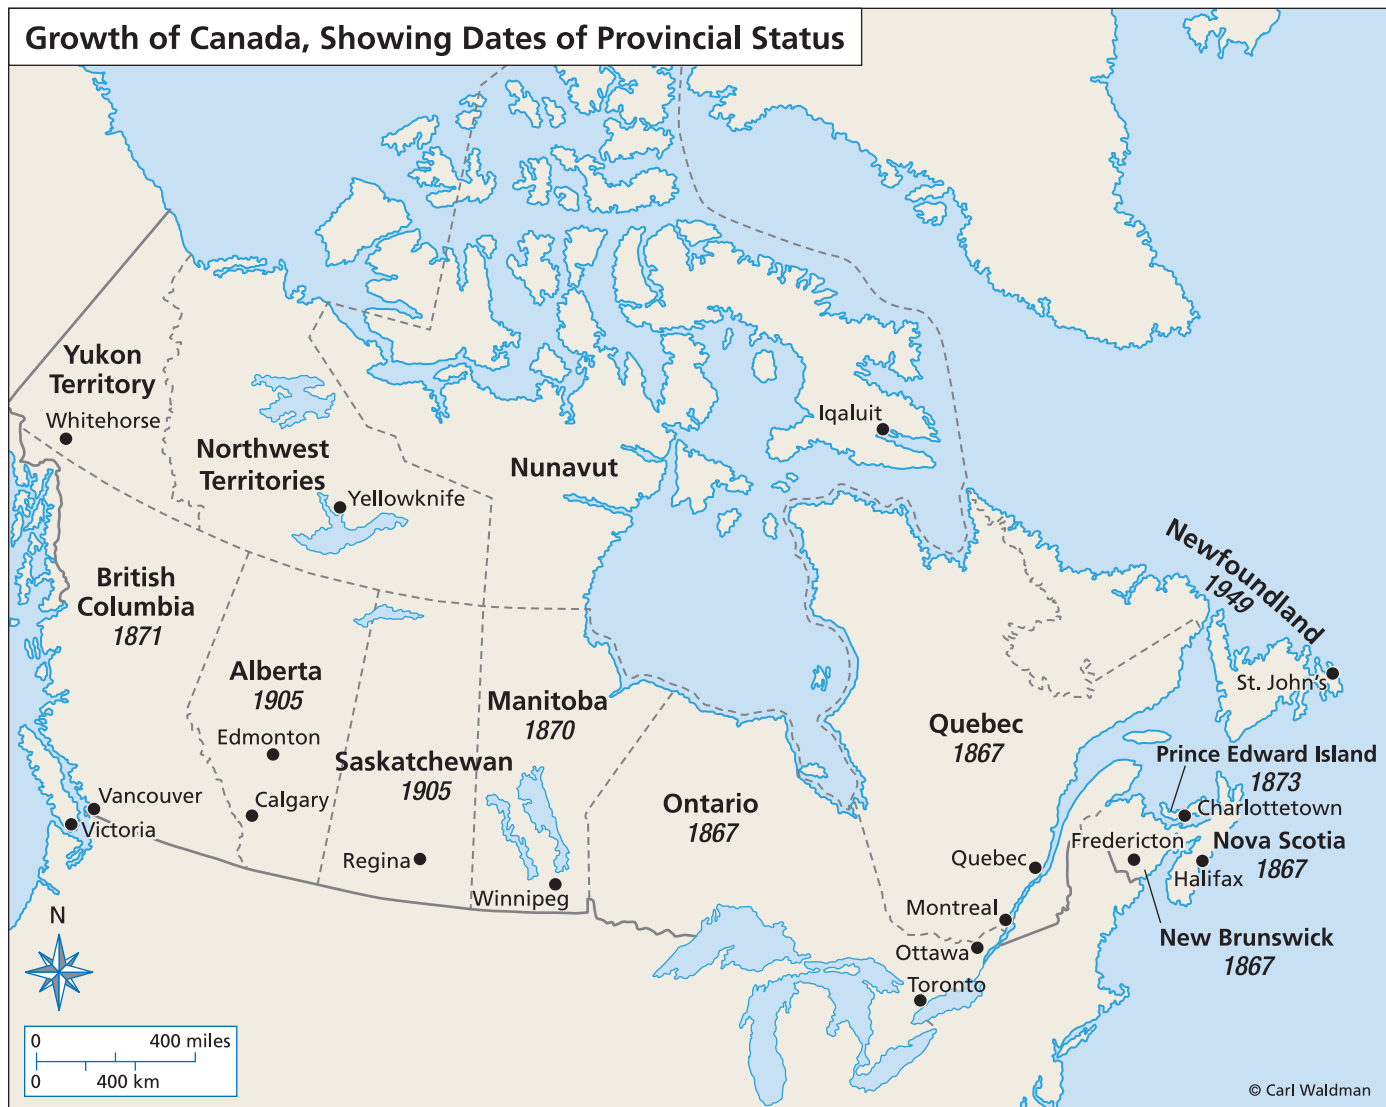 Growth of Canada, Showing Dates of Provincial Status
Yukon
Territory
Whitehorse
Northwest
Territories
Yellowknife
Nunavut
Iqaluit
British
Columbia
1871
Alberta
1905
Edmonton
Calgary
Vancouver
Victoria
Saskatchewan
1905
Regina
Manitoba
1870
Winnipeg
Ontario
1867
Quebec
1867
Quebec
Montreal
Ottawa
Toronto
Newfoundland
1949
St. John's
Prince Edward Island
1873
Charlottetown
Fredericton
Nova Scotia
1867
Halifax
New Brunswick
1867
N
0 400 miles
0 400 km
© Carl Waldman